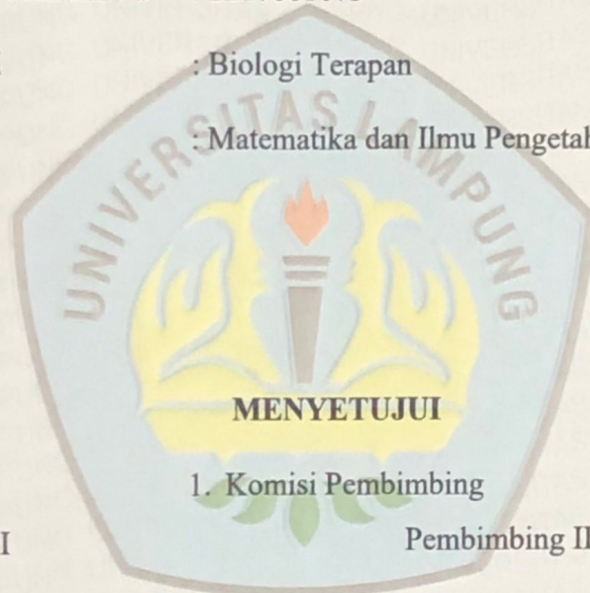 : Biologi Terapan
: Matematika dan Ilmu
UNIVERSITAS LAMPUNG
MENYETUJUI
1. Komisi Pembimbing
I Pembimbing II